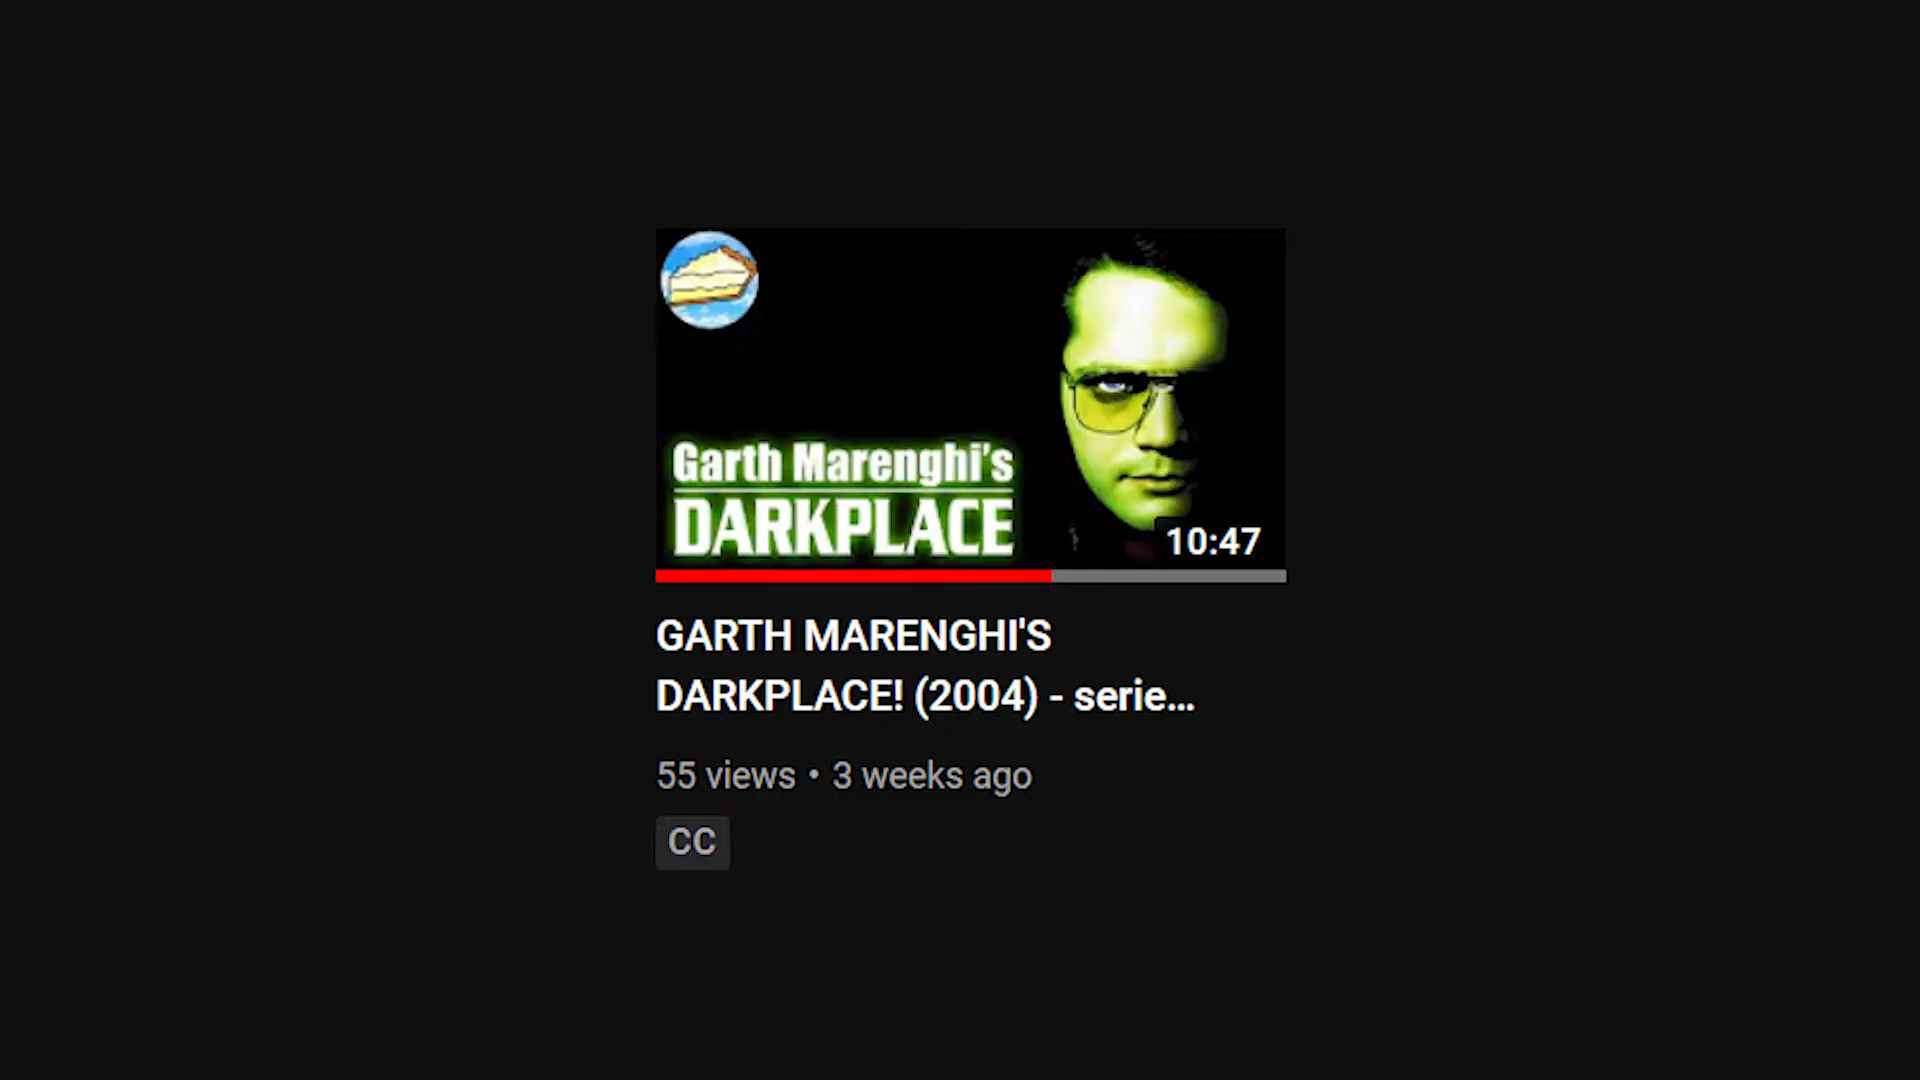 Garth Marenghi's
DARKPLACE
10:47
GARTH MARENGHI'S
DARKPLACE! (2004) - serie...
55 views • 3 weeks ago
CC